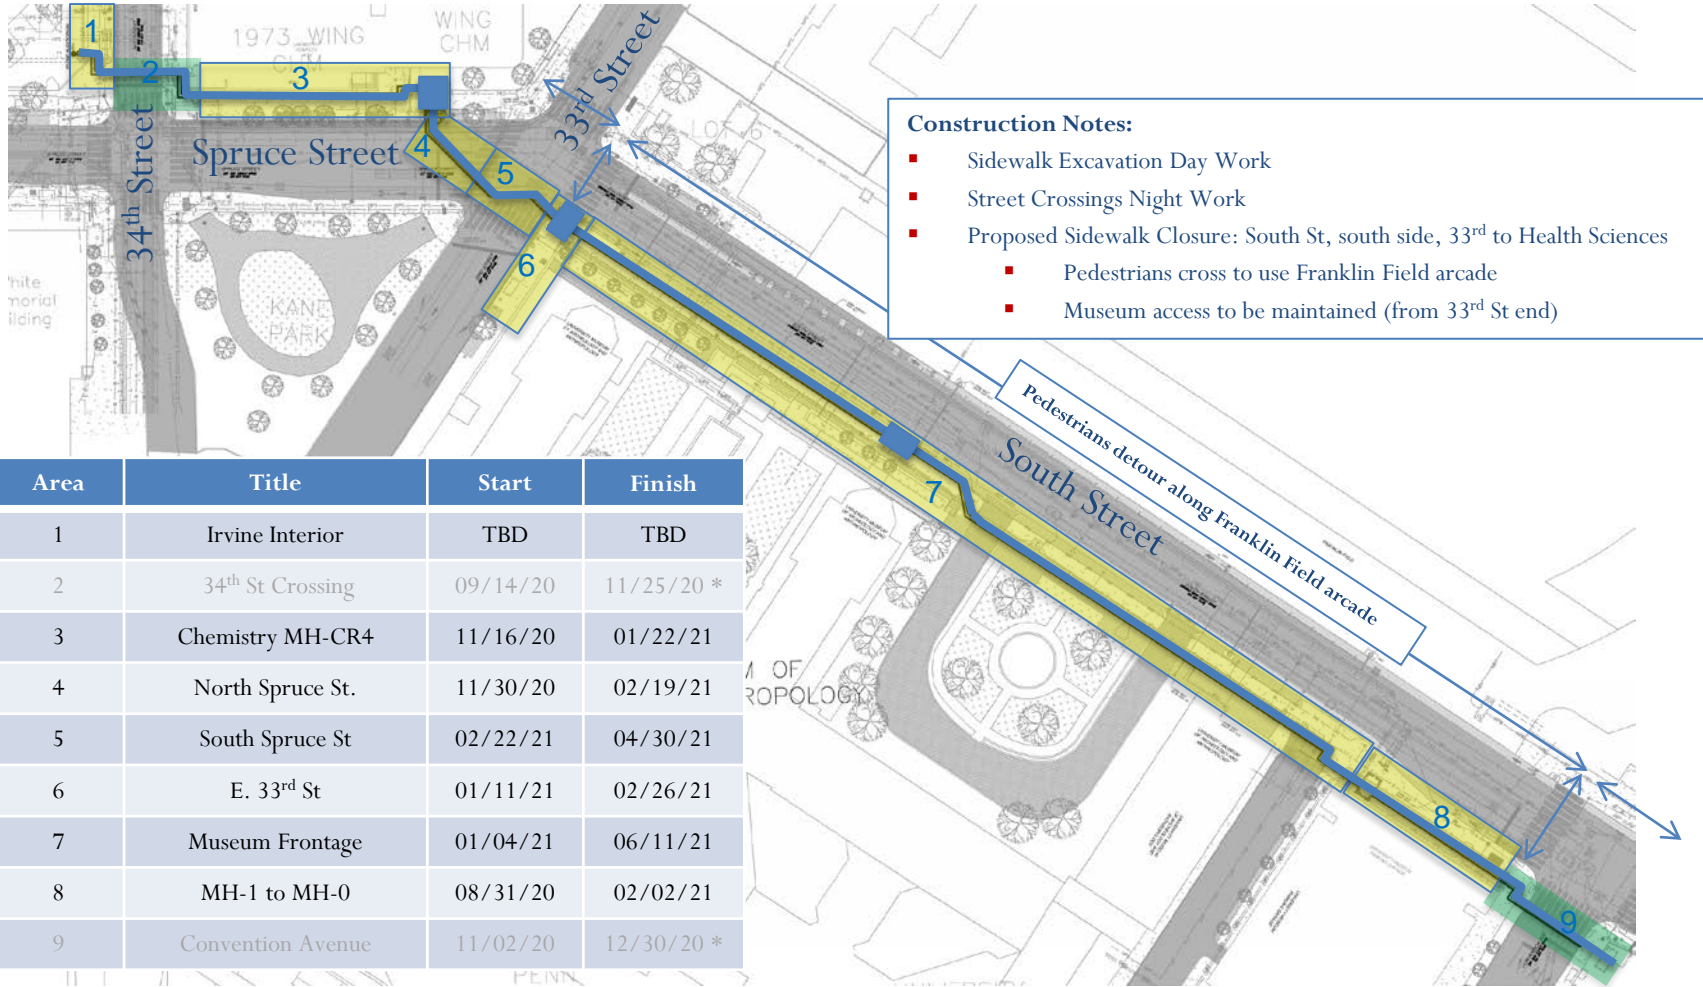 1
2
3
4
5
6
7
8
9
1973 WING
CHM
WING
CHM
LOT 6
33rd Street
Spruce Street
34th Street
KANE
PARK
Construction Notes:
Sidewalk Excavation Day Work
Street Crossings Night Work
Proposed Sidewalk Closure: South St, south side, 33rd to Health Sciences
Pedestrians cross to use Franklin Field arcade
Museum access to be maintained (from 33rd St end)
Pedestrians detour along Franklin Field arcade
South Street
Area Title Start Finish
1 Irvine Interior TBD TBD
2 34th St Crossing 09/14/20 11/25/20 *
3 Chemistry MH-CR4 11/16/20 01/22/21
4 North Spruce St. 11/30/20 02/19/21
5 South Spruce St 02/22/21 04/30/21
6 E. 33rd St 01/11/21 02/26/21
7 Museum Frontage 01/04/21 06/11/21
8 MH-1 to MH-0 08/31/20 02/02/21
9 Convention Avenue 11/02/20 12/30/20 *
OF
ROPOLOGY
PENN